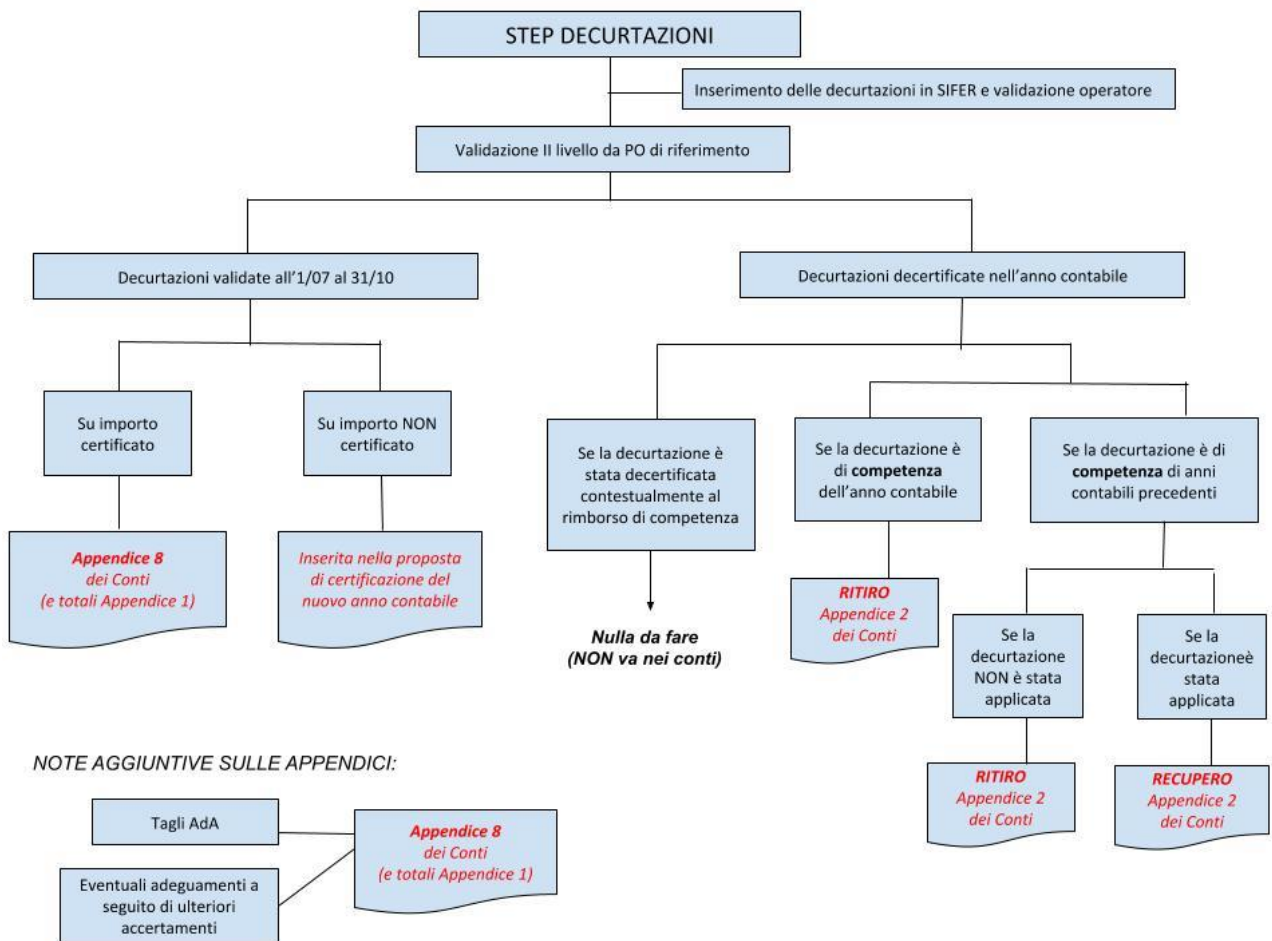 STEP DECURTAZIONI
Inserimento delle decurtazioni in SIFER e validazione operatore
Validazione II livello da PO di riferimento
Decurtazioni validate all’1/07 al 31/10
Decurtazioni decertificate nell’anno contabile
Su importo
certificato
Su importo NON
certificato
Se la decurtazione è
stata decertificata
contestualmente al
rimborso di competenza
Se la decurtazione è
di competenza
dell’anno contabile
Se la decurtazione è di
competenza di anni
contabili precedenti
Appendice 8
dei Conti
(e totali Appendice 1)
Inserita nella proposta
di certificazione del
nuovo anno contabile
Nulla da fare
(NON va nei conti)
RITIRO
Appendice 2
dei Conti
Se la
decurtazione
NON è stata
applicata
Se la
decurtazioneè
stata
applicata
RITIRO
Appendice 2
dei Conti
RECUPERO
Appendice 2
dei Conti
NOTE AGGIUNTIVE SULLE APPENDICI:
Tagli AdA
Eventuali adeguamenti a
seguito di ulteriori
accertamenti
Appendice 8
dei Conti
(e totali Appendice 1)